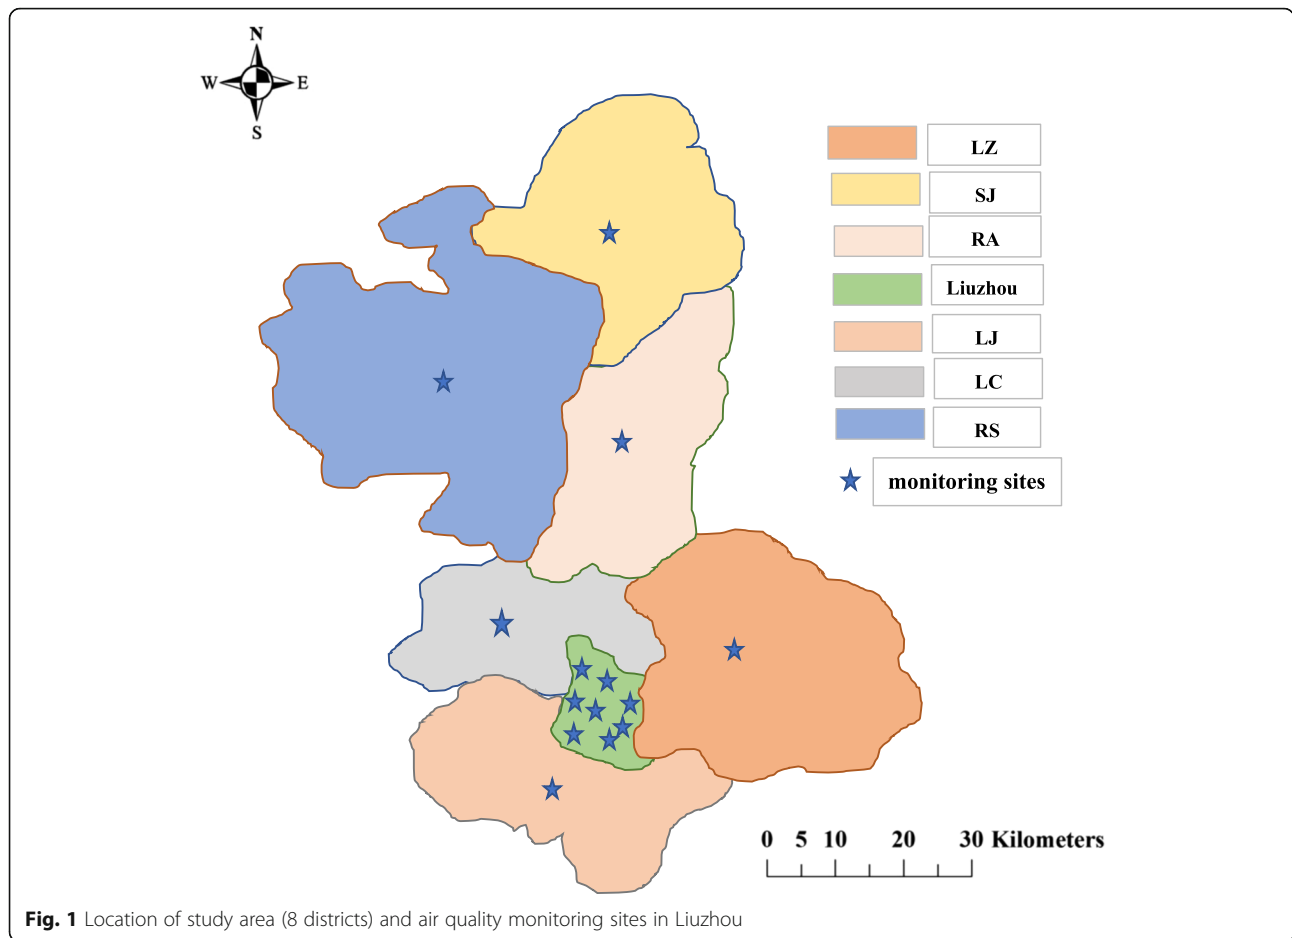 N
W E
S
LZ
SJ
RA
Liuzhou
LJ
LC
RS
monitoring sites
0 5 10 20 30 Kilometers
Fig. 1 Location of study area (8 districts) and air quality monitoring sites in Liuzhou